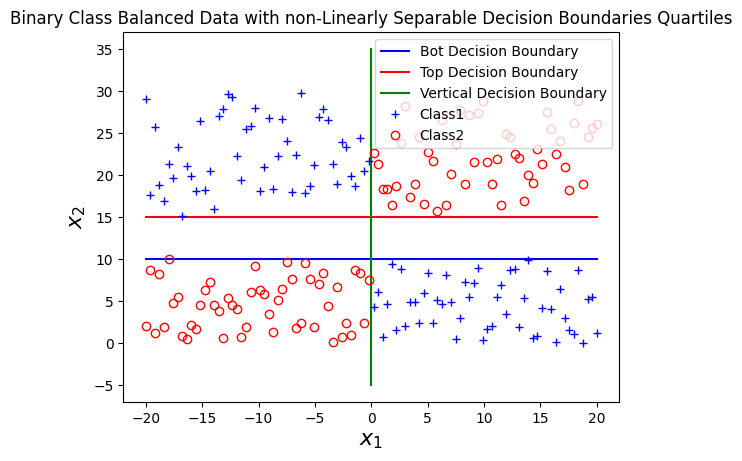 Binary Class Balanced Data with non-Linearly Separable Decision Boundaries Quartiles
Bot Decision Boundary
Top Decision Boundary
Vertical Decision Boundary
Class1
Class2
35
30
25
20
15
10
5
0
−5
x₂
−20 −15 −10 −5 0 5 10 15 20
x₁